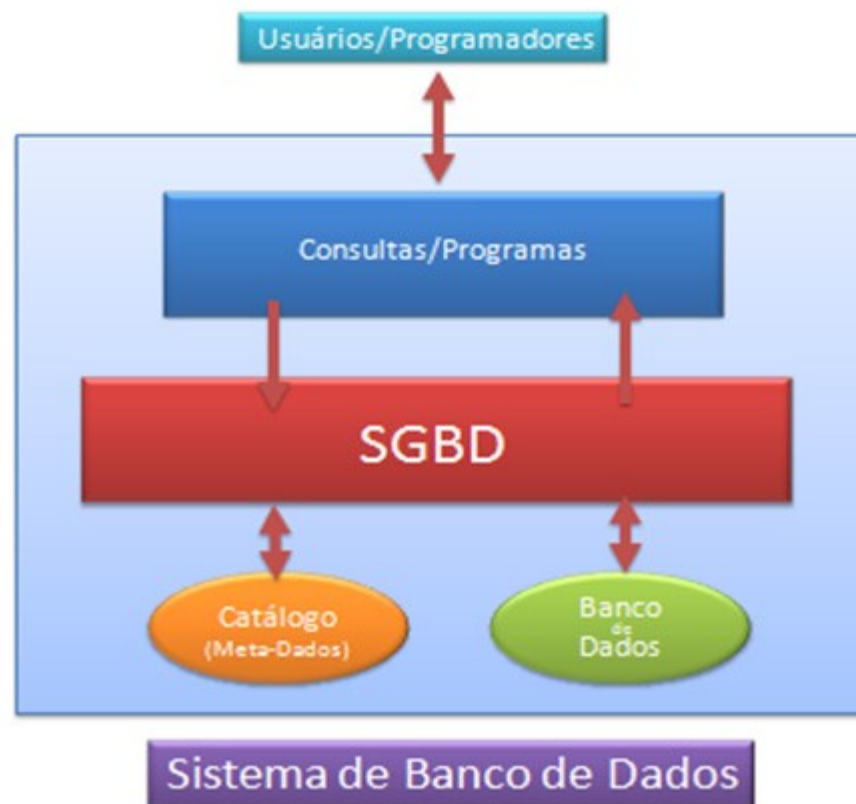 Usuários/Programadores
Consultas/Programas
SGBD
Catálogo
(Meta-Dados)
Banco
de
Dados
Sistema de Banco de Dados